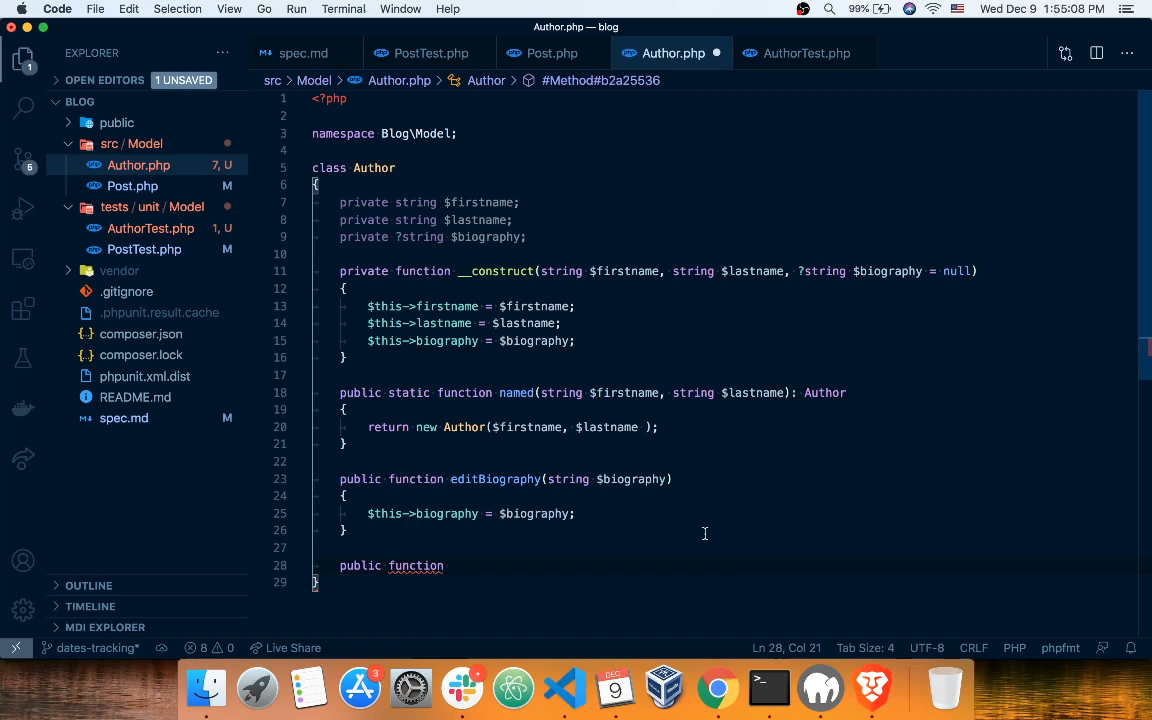 Code File Edit Selection View Go Run Terminal Window Help 99% Wed Dec 9 1:55:08 PM
Author.php — blog
EXPLORER ...
spec.md PostTest.php Post.php Author.php AuthorTest.php ...
OPEN EDITORS 1 UNSAVED
src > Model > Author.php > Author > #Method#b2a25536
BLOG
public
src / Model
Author.php 7, U
Post.php M
tests / unit / Model
AuthorTest.php 1, U
PostTest.php M
vendor
.gitignore
.phpunit.result.cache
composer.json
composer.lock
phpunit.xml.dist
README.md
spec.md M
OUTLINE
TIMELINE
MDI EXPLORER
1
6
1 <?php
2
3 namespace Blog\Model;
4
5 class Author
6 {
7 private string $firstname;
8 private string $lastname;
9 private ?string $biography;
10
11 private function __construct(string $firstname, string $lastname, ?string $biography = null)
12 {
13 $this->firstname = $firstname;
14 $this->lastname = $lastname;
15 $this->biography = $biography;
16 }
17
18 public static function named(string $firstname, string $lastname): Author
19 {
20 return new Author($firstname, $lastname );
21 }
22
23 public function editBiography(string $biography)
24 {
25 $this->biography = $biography;
26 }
27
28 public function
29 }
dates-tracking* 8 0 Live Share Ln 28, Col 21 Tab Size: 4 UTF-8 CRLF PHP phpfmt
3
DEC
9